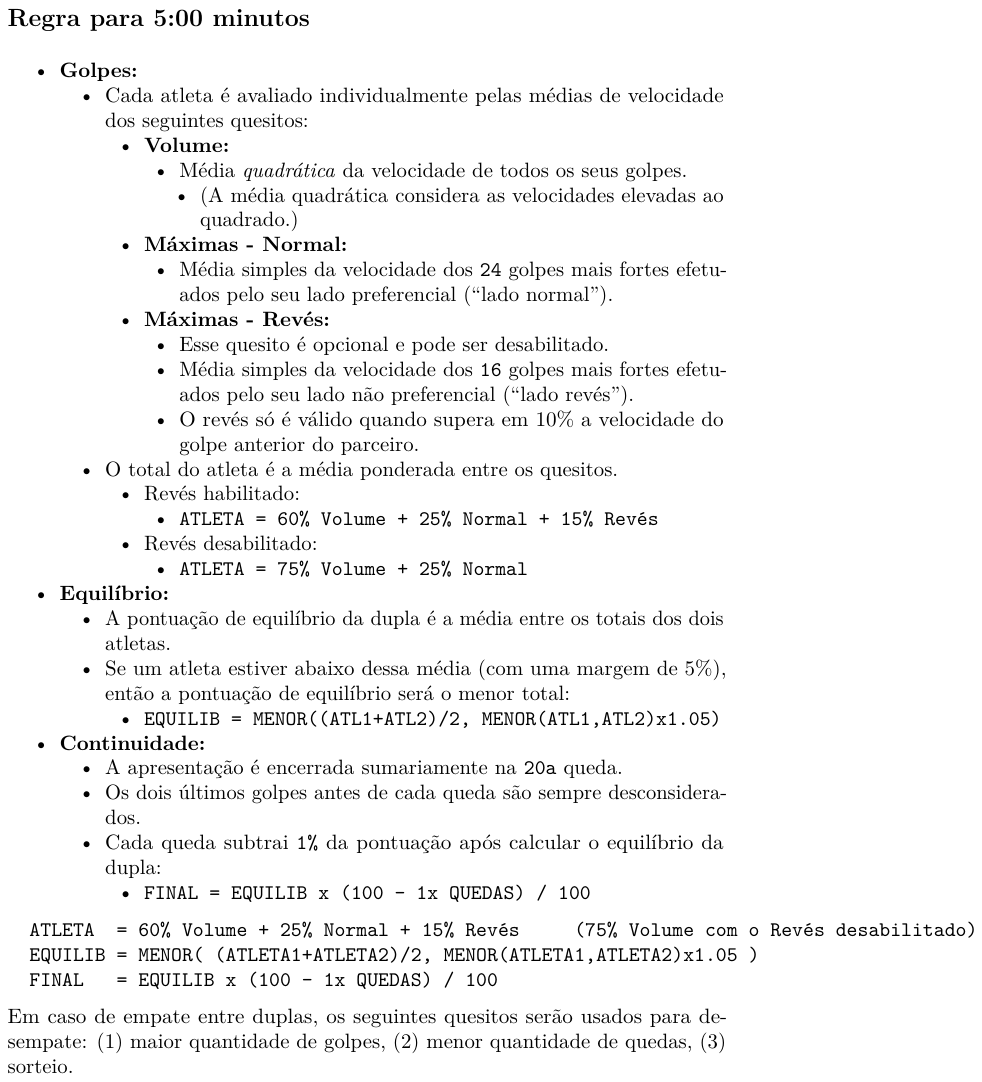 Regra para 5:00 minutos
• Golpes:
• Cada atleta é avaliado individualmente pelas médias de velocidade
dos seguintes quesitos:
• Volume:
• Média quadrática da velocidade de todos os seus golpes.
• (A média quadrática considera as velocidades elevadas ao
quadrado.)
• Máximas - Normal:
• Média simples da velocidade dos 24 golpes mais fortes efetu-
ados pelo seu lado preferencial (“lado normal”).
• Máximas - Revés:
• Esse quesito é opcional e pode ser desabilitado.
• Média simples da velocidade dos 16 golpes mais fortes efetu-
ados pelo seu lado não preferencial (“lado revés”).
• O revés só é válido quando supera em 10% a velocidade do
golpe anterior do parceiro.
• O total do atleta é a média ponderada entre os quesitos.
• Revés habilitado:
• ATLETA = 60% Volume + 25% Normal + 15% Revés
• Revés desabilitado:
• ATLETA = 75% Volume + 25% Normal
• Equilíbrio:
• A pontuação de equilíbrio da dupla é a média entre os totais dos dois
atletas.
• Se um atleta estiver abaixo dessa média (com uma margem de 5%),
então a pontuação de equilíbrio será o menor total:
• EQUILIB = MENOR((ATL1+ATL2)/2, MENOR(ATL1,ATL2)x1.05)
• Continuidade:
• A apresentação é encerrada sumariamente na 20a queda.
• Os dois últimos golpes antes de cada queda são sempre desconsidera-
dos.
• Cada queda subtrai 1% da pontuação após calcular o equilíbrio da
dupla:
• FINAL = EQUILIB x (100 - 1x QUEDAS) / 100
ATLETA = 60% Volume + 25% Normal + 15% Revés (75% Volume com o Revés desabilitado)
EQUILIB = MENOR( (ATLETA1+ATLETA2)/2, MENOR(ATLETA1,ATLETA2)x1.05 )
FINAL = EQUILIB x (100 - 1x QUEDAS) / 100
Em caso de empate entre duplas, os seguintes quesitos serão usados para de-
sempate: (1) maior quantidade de golpes, (2) menor quantidade de quedas, (3)
sorteio.